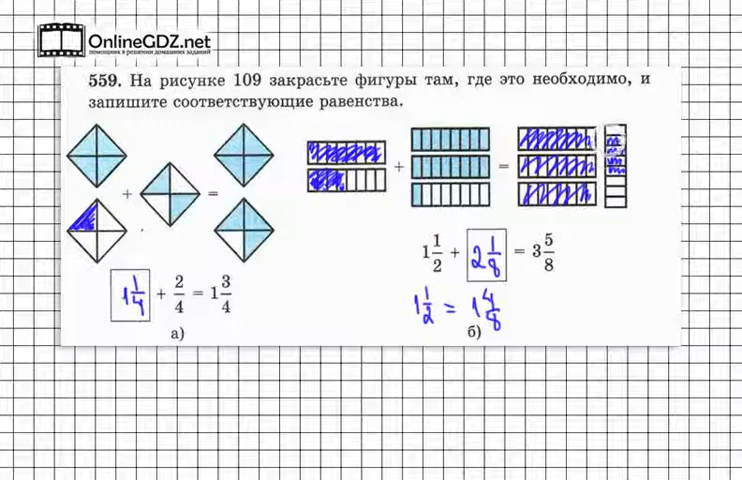 OnlineGDZ.net
помощник в решении домашних заданий
559. На рисунке 109 закрасьте фигуры там, где это необходимо, и
запишите соответствующие равенства.
+ =
+ =
1 1/4 + 2/4 = 1 3/4
1 1/2 + 2 1/8 = 3 5/8
1 1/2 = 1 4/8
а)
б)